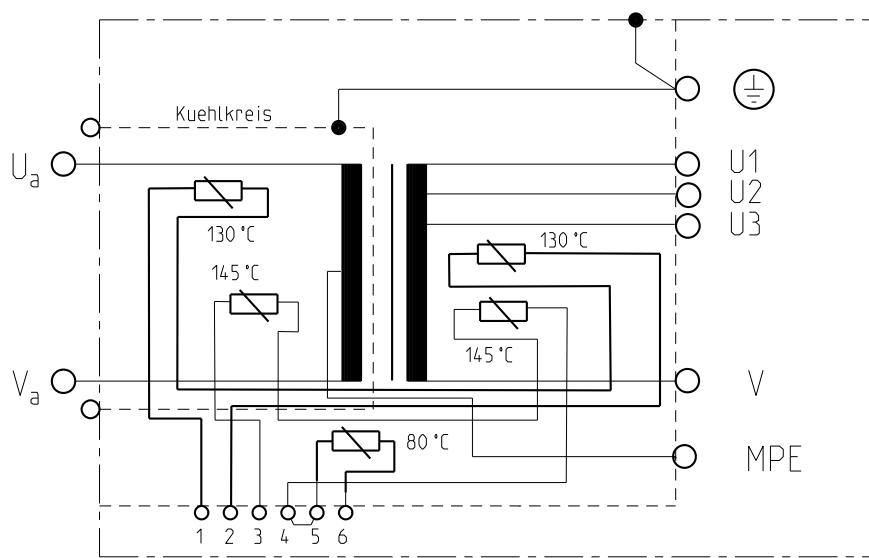 Kuehlkreis
Ua
U1
U2
U3
130°C
130°C
145°C
145°C
Va
V
80°C
MPE
1 2 3 4 5 6